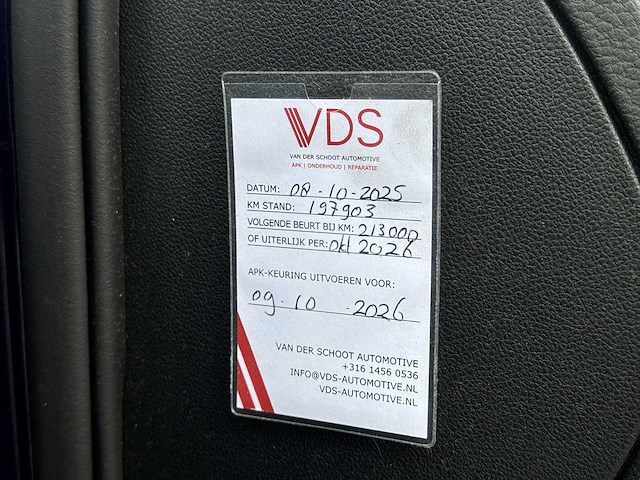 VDS
VAN DER SCHOOT AUTOMOTIVE
APK | ONDERHOUD | REPARATIE
DATUM: 08-10-2025
KM STAND: 197903
VOLGENDE BEURT BIJ KM: 213000
OF UITERLIJK PER: Okt 2026
APK-KEURING UITVOEREN VOOR:
09-10-2026
VAN DER SCHOOT AUTOMOTIVE
+316 1456 0536
INFO@VDS-AUTOMOTIVE.NL
VDS-AUTOMOTIVE.NL